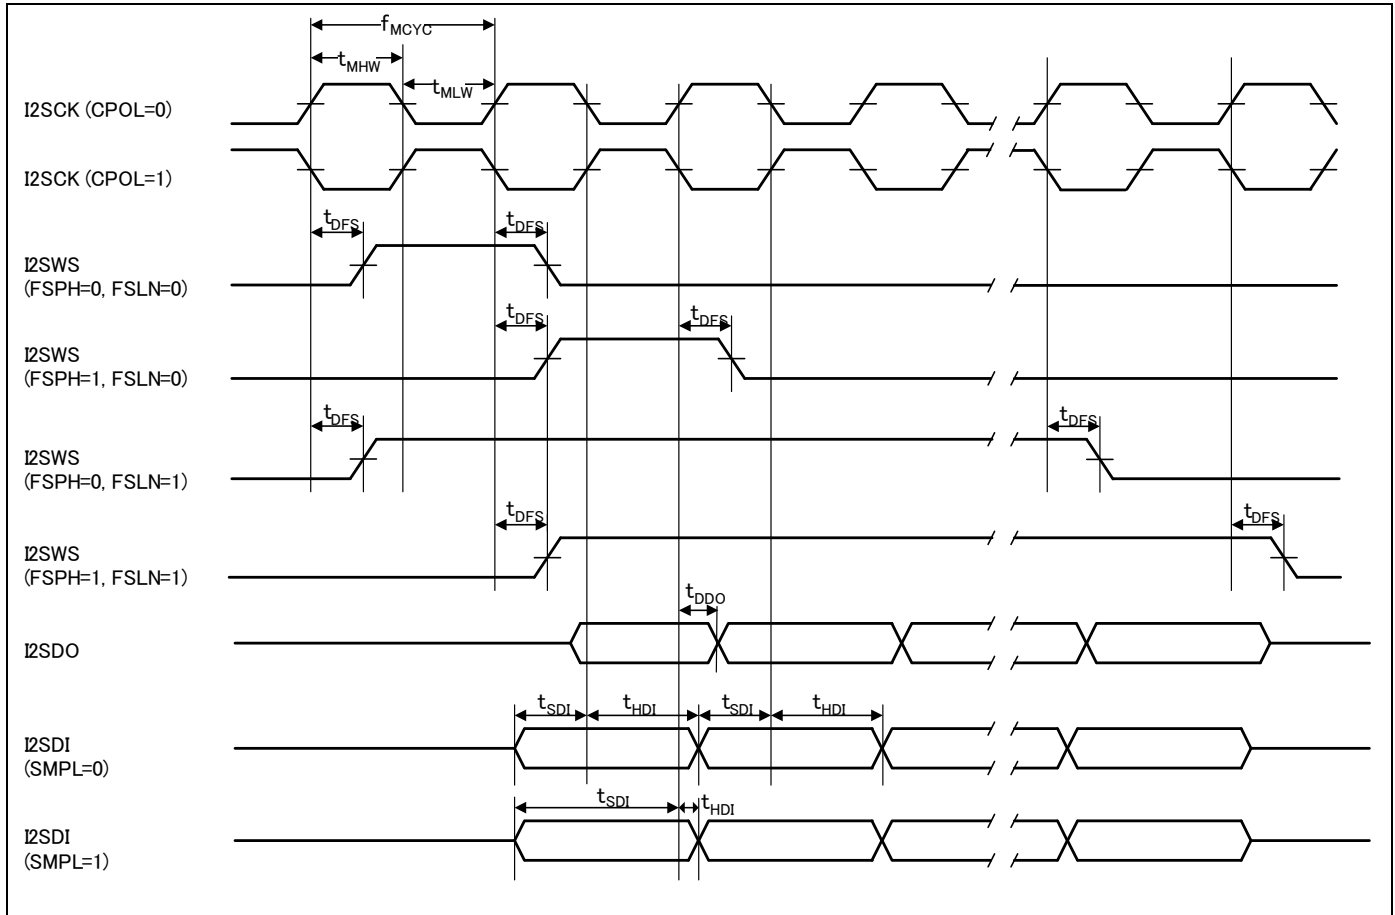 fMCYC
tMHW
tMLW
I2SCK (CPOL=0)
I2SCK (CPOL=1)
tDFS tDFS
I2SWS
(FSPH=0, FSLN=0)
tDFS tDFS
I2SWS
(FSPH=1, FSLN=0)
tDFS tDFS
I2SWS
(FSPH=0, FSLN=1)
tDFS tDFS
I2SWS
(FSPH=1, FSLN=1)
tDDO
I2SDO
tSDI tHDI tSDI tHDI
I2SDI
(SMPL=0)
tSDI tHDI
I2SDI
(SMPL=1)